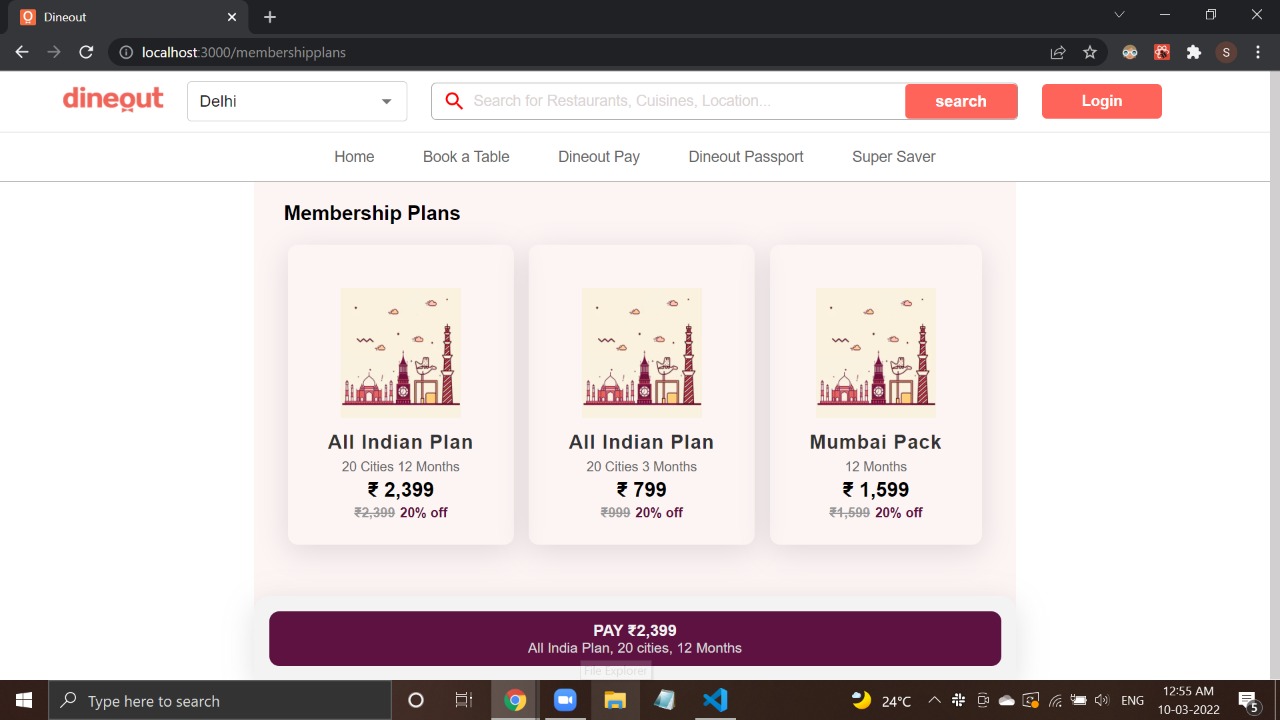 Dineout
localhost:3000/membershipplans
S
dineout
Delhi
Search for Restaurants, Cuisines, Location...
search
Login
Home
Book a Table
Dineout Pay
Dineout Passport
Super Saver
Membership Plans
All Indian Plan
20 Cities 12 Months
₹ 2,399
₹2,399 20% off
All Indian Plan
20 Cities 3 Months
₹ 799
₹999 20% off
Mumbai Pack
12 Months
₹ 1,599
₹1,599 20% off
PAY ₹2,399
All India Plan, 20 cities, 12 Months
File Explorer
Type here to search
24°C
ENG
12:55 AM
10-03-2022
5